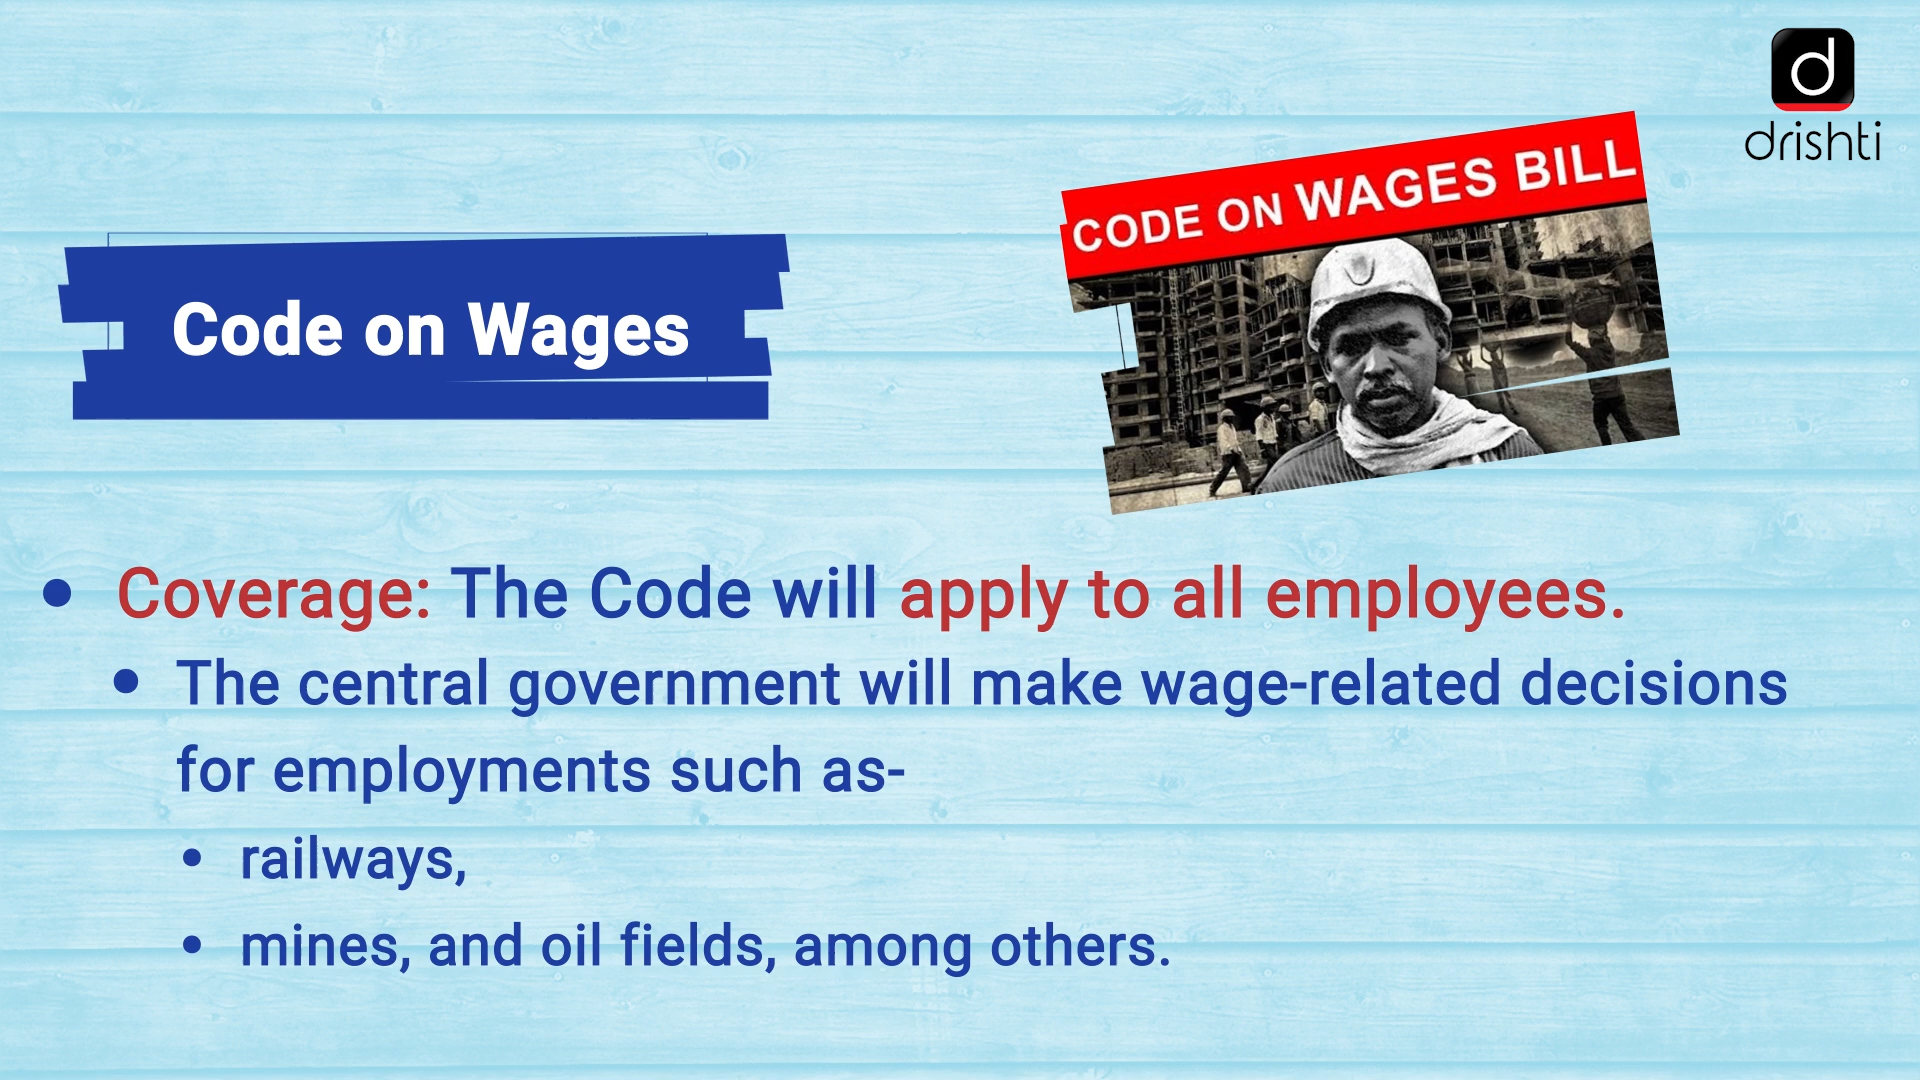 d
drishti
CODE ON WAGES BILL
Code on Wages
• Coverage: The Code will apply to all employees.
• The central government will make wage-related decisions
for employments such as-
• railways,
• mines, and oil fields, among others.